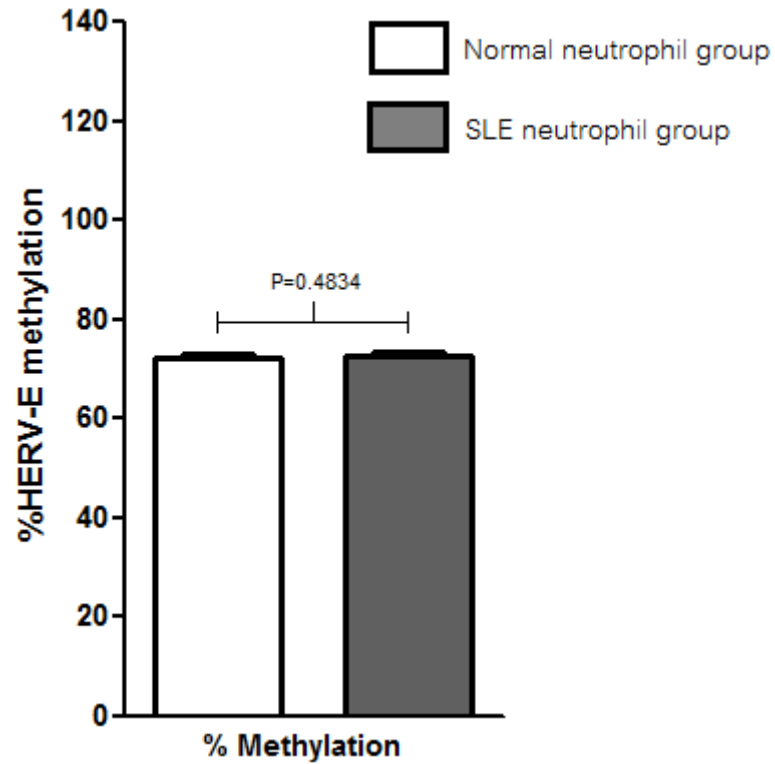 Normal neutrophil group
SLE neutrophil group
%HERV-E methylation
140
120
100
80
60
40
20
0
P=0.4834
% Methylation